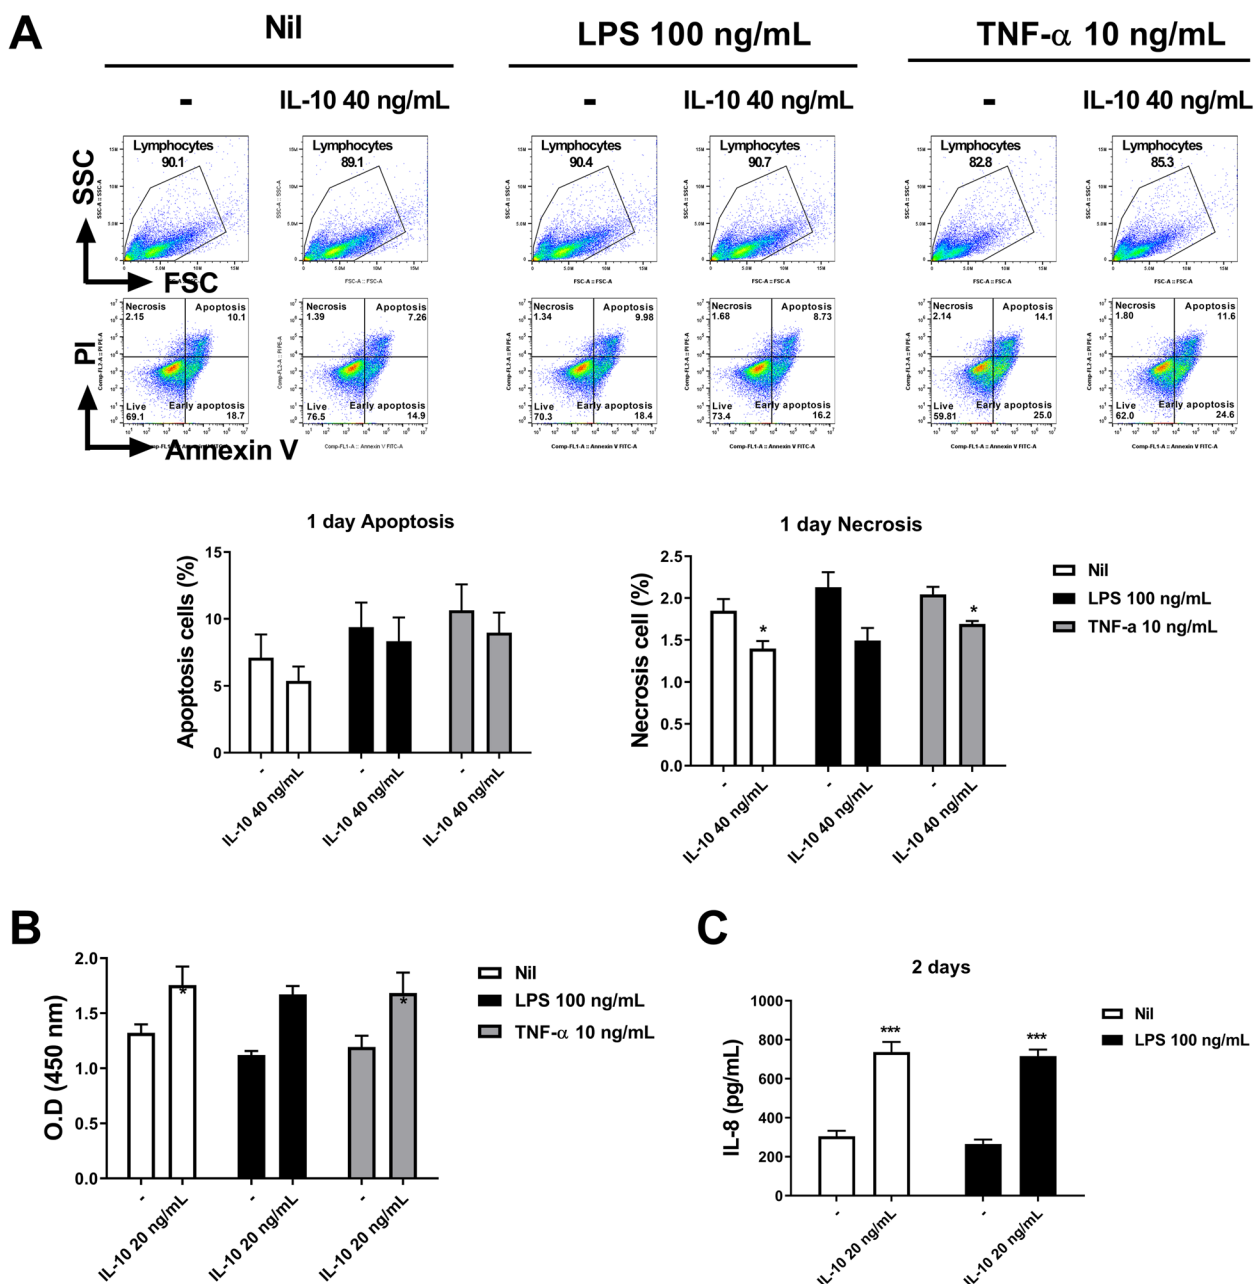 A
Nil
LPS 100 ng/mL
TNF-α 10 ng/mL
-
IL-10 40 ng/mL
-
IL-10 40 ng/mL
-
IL-10 40 ng/mL
SSC
FSC
Lymphocytes
90.1
Lymphocytes
89.1
Lymphocytes
90.4
Lymphocytes
90.7
Lymphocytes
82.8
Lymphocytes
85.3
SSC-A :: SSC-A
FSC-A :: FSC-A
PI
Annexin V
Necrosis
2.15
Apoptosis
10.1
Live
69.1
Early apoptosis
18.7
Necrosis
1.39
Apoptosis
7.26
Live
76.5
Early apoptosis
14.9
Necrosis
1.34
Apoptosis
9.98
Live
70.3
Early apoptosis
18.4
Necrosis
1.68
Apoptosis
8.73
Live
73.4
Early apoptosis
16.2
Necrosis
2.14
Apoptosis
14.1
Live
59.81
Early apoptosis
25.0
Necrosis
1.80
Apoptosis
11.6
Live
62.0
Early apoptosis
24.6
Comp-FL2-A :: PI PE-A
Comp-FL1-A :: Annexin V FITC-A
1 day Apoptosis
Apoptosis cells (%)
15
10
5
0
-
IL-10 40 ng/mL
-
IL-10 40 ng/mL
-
IL-10 40 ng/mL
1 day Necrosis
Necrosis cell (%)
2.5
2.0
1.5
1.0
0.5
0.0
*
*
-
IL-10 40 ng/mL
-
IL-10 40 ng/mL
-
IL-10 40 ng/mL
Nil
LPS 100 ng/mL
TNF-a 10 ng/mL
B
O.D (450 nm)
2.0
1.5
1.0
0.5
0.0
*
*
-
IL-10 20 ng/mL
-
IL-10 20 ng/mL
-
IL-10 20 ng/mL
Nil
LPS 100 ng/mL
TNF-α 10 ng/mL
C
2 days
IL-8 (pg/mL)
1000
800
600
400
200
0
***
***
-
IL-10 20 ng/mL
-
IL-10 20 ng/mL
Nil
LPS 100 ng/mL